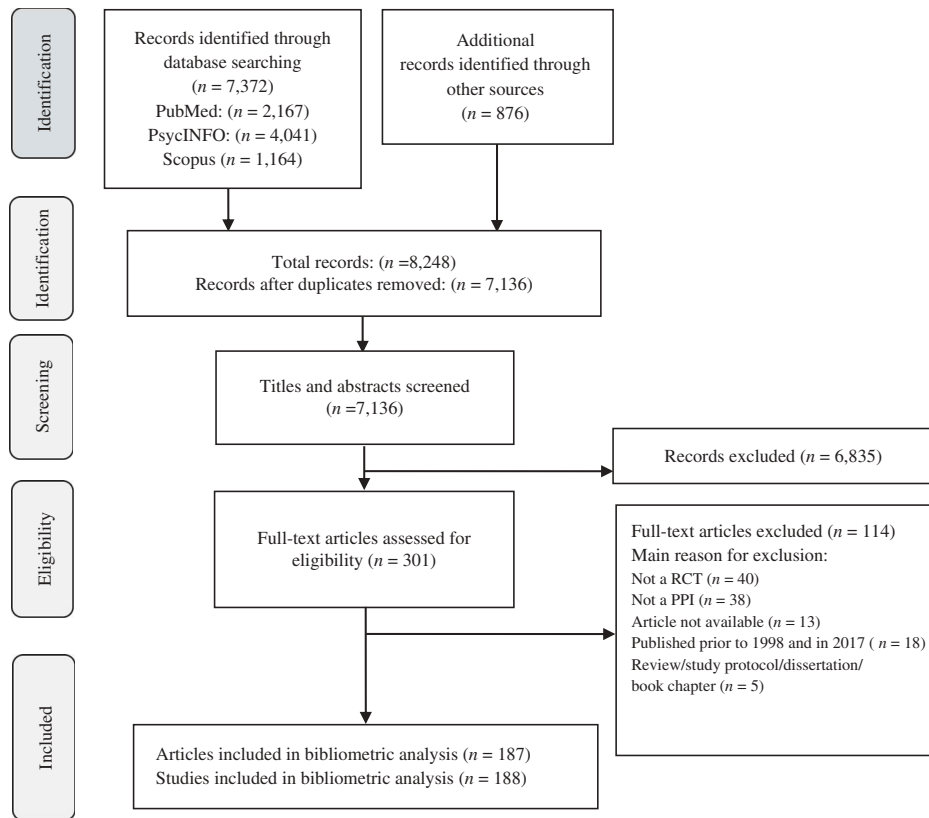 Identification
Records identified through
database searching
(n = 7,372)
PubMed: (n = 2,167)
PsycINFO: (n = 4,041)
Scopus (n = 1,164)
Additional
records identified through
other sources
(n = 876)
Identification
Total records: (n =8,248)
Records after duplicates removed: (n = 7,136)
Screening
Titles and abstracts screened
(n =7,136)
Records excluded (n = 6,835)
Eligibility
Full-text articles assessed for
eligibility (n = 301)
Full-text articles excluded (n = 114)
Main reason for exclusion:
Not a RCT (n = 40)
Not a PPI (n = 38)
Article not available (n = 13)
Published prior to 1998 and in 2017 ( n = 18)
Review/study protocol/dissertation/
book chapter (n = 5)
Included
Articles included in bibliometric analysis (n = 187)
Studies included in bibliometric analysis (n = 188)